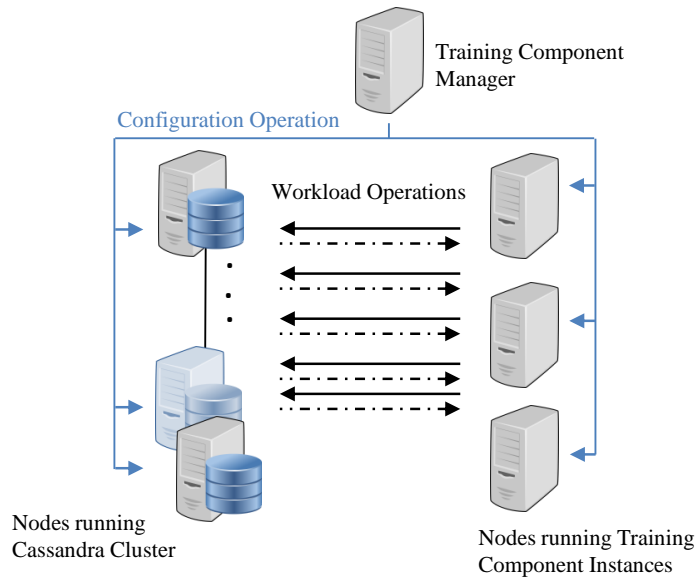 Training Component
Manager
Configuration Operation
Workload Operations
Nodes running
Cassandra Cluster
Nodes running Training
Component Instances